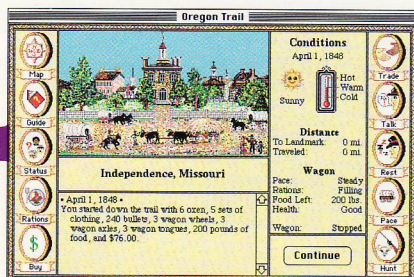 Oregon Trail
Map
Guide
Status
Rations
Buy
Independence, Missouri
• April 1, 1848 •
You started down the trail with 6 oxen, 5 sets of
clothing, 240 bullets, 3 wagon wheels, 3
wagon axles, 3 wagon tongues, 200 pounds of
food, and $76.00.
Conditions
April 1, 1848
Sunny
Hot
Warm
Cold
Distance
To Landmark: 0 mi.
Traveled: 0 mi.
Wagon
Pace: Steady
Rations: Filling
Food Left: 200 lbs.
Health: Good
Wagon: Stopped
Continue
Trade
Talk
Rest
Pace
Hunt